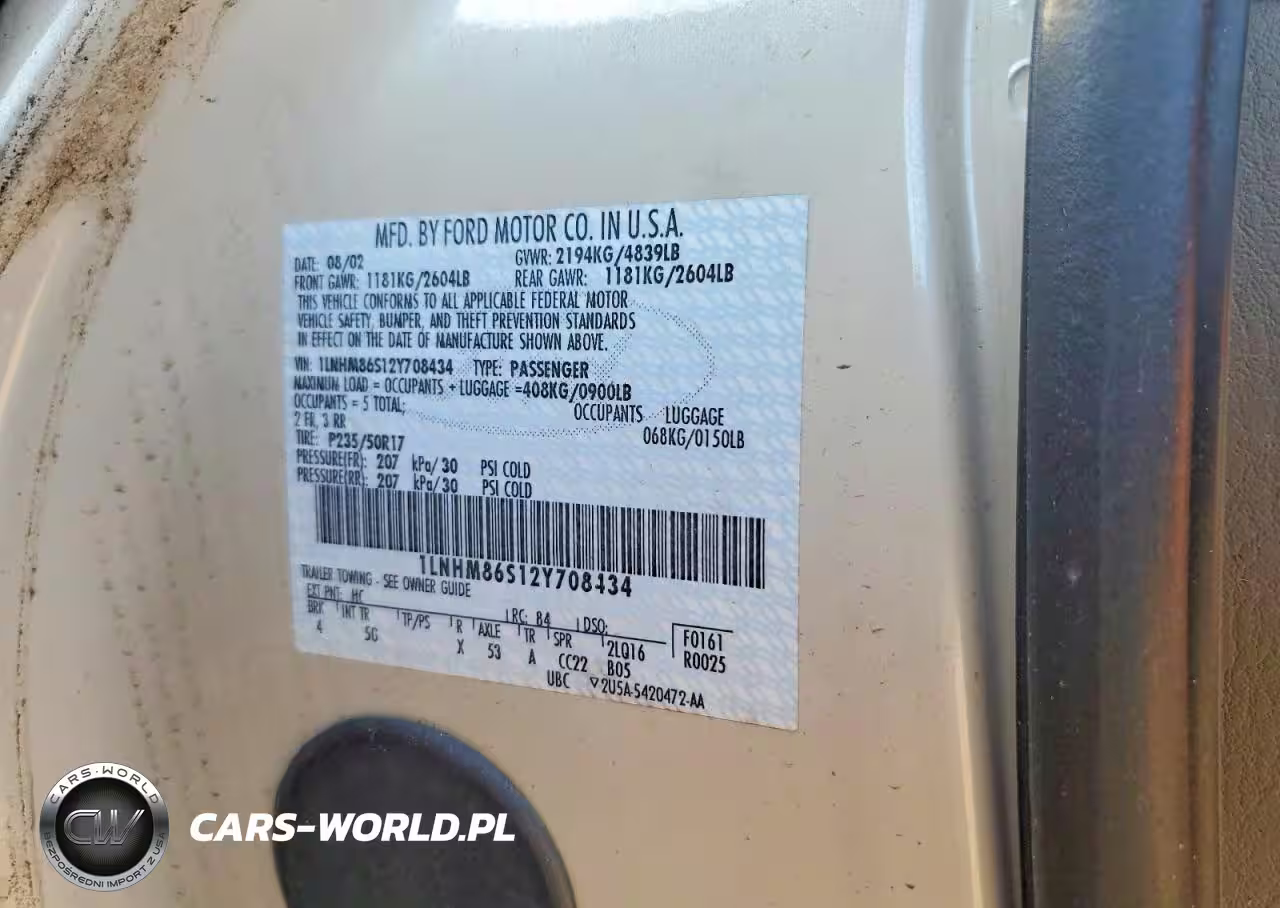 MFD. BY FORD MOTOR CO. IN U.S.A.
DATE: 08/02 GVWR: 2194KG/4839LB
FRONT GAWR: 1181KG/2604LB REAR GAWR: 1181KG/2604LB
THIS VEHICLE CONFORMS TO ALL APPLICABLE FEDERAL MOTOR
VEHICLE SAFETY, BUMPER, AND THEFT PREVENTION STANDARDS
IN EFFECT ON THE DATE OF MANUFACTURE SHOWN ABOVE.
VIN: 1LNHM86S12Y708434 TYPE: PASSENGER
MAXIMUM LOAD = OCCUPANTS + LUGGAGE =408KG/0900LB
OCCUPANTS = 5 TOTAL; OCCUPANTS LUGGAGE
2 FR, 3 RR 068KG/0150LB
TIRE: P235/50R17
PRESSURE(FR): 207 kPa/30 PSI COLD
PRESSURE(RR): 207 kPa/30 PSI COLD
1LNHM86S12Y708434
TRAILER TOWING - SEE OWNER GUIDE
EXT PNT: HC RC: 84 DSO: F0161
BRK INT TR TP/PS R AXLE TR SPR 2LQ16 R0025
4 5G X 53 A CC22 B05
UBC ▽2U5A-5420472-AA
CARS-WORLD
CW
BEZPOŚREDNI IMPORT Z USA
CARS-WORLD.PL